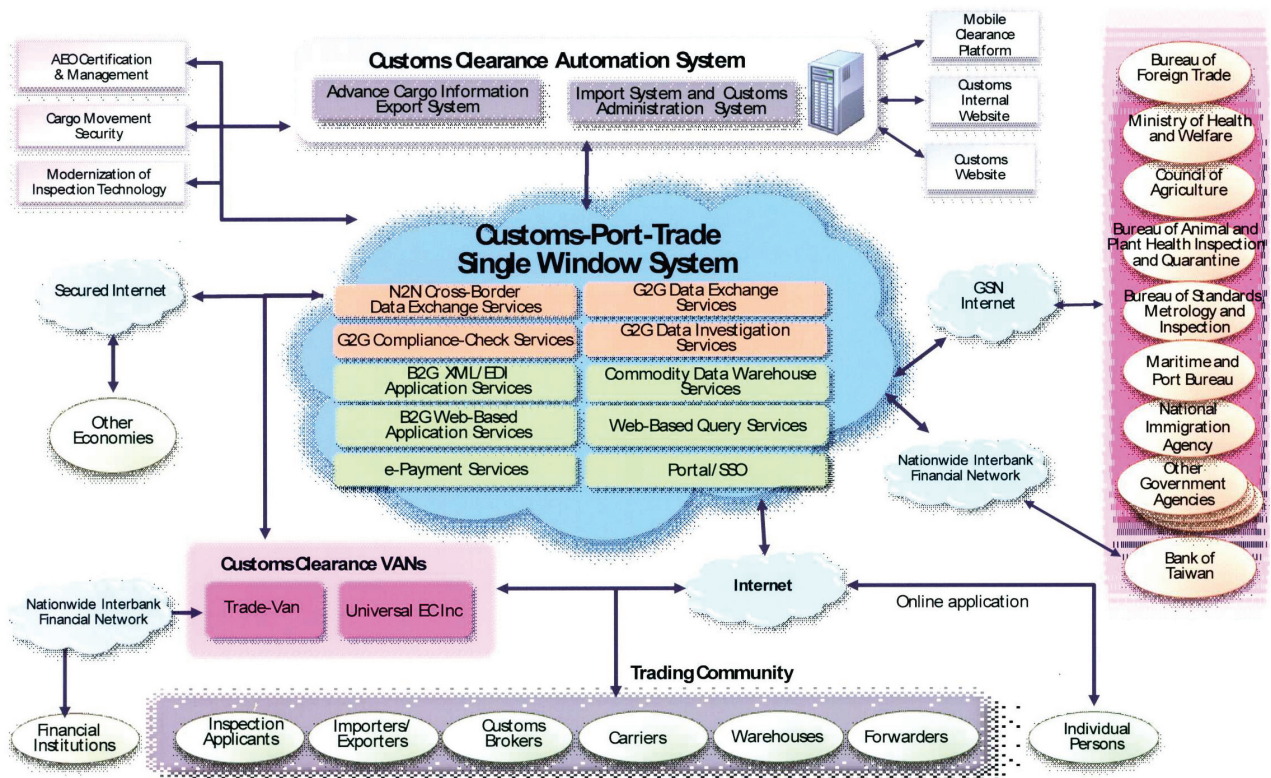 AEO Certification
& Management
Cargo Movement
Security
Modernization of
Inspection Technology
Customs Clearance Automation System
Advance Cargo Information
Export System
Import System and Customs
Administration System
Mobile
Clearance
Platform
Customs
Internal
Website
Customs
Website
Bureau of
Foreign Trade
Ministry of Health
and Welfare
Council of
Agriculture
Bureau of Animal and
Plant Health Inspection
and Quarantine
Bureau of Standards,
Metrology and
Inspection
Maritime and
Port Bureau
National
Immigration
Agency
Other
Government
Agencies
Bank of
Taiwan
Customs-Port-Trade
Single Window System
N2N Cross-Border
Data Exchange Services
G2G Data Exchange
Services
G2G Compliance-Check Services
G2G Data Investigation
Services
B2G XML/EDI
Application Services
Commodity Data Warehouse
Services
B2G Web-Based
Application Services
Web-Based Query Services
e-Payment Services
Portal/SSO
Secured Internet
Other
Economies
GSN
Internet
Nationwide Interbank
Financial Network
Customs Clearance VANs
Trade-Van
Universal EC Inc
Nationwide Interbank
Financial Network
Internet
Online application
Trading Community
Financial
Institutions
Inspection
Applicants
Importers/
Exporters
Customs
Brokers
Carriers
Warehouses
Forwarders
Individual
Persons